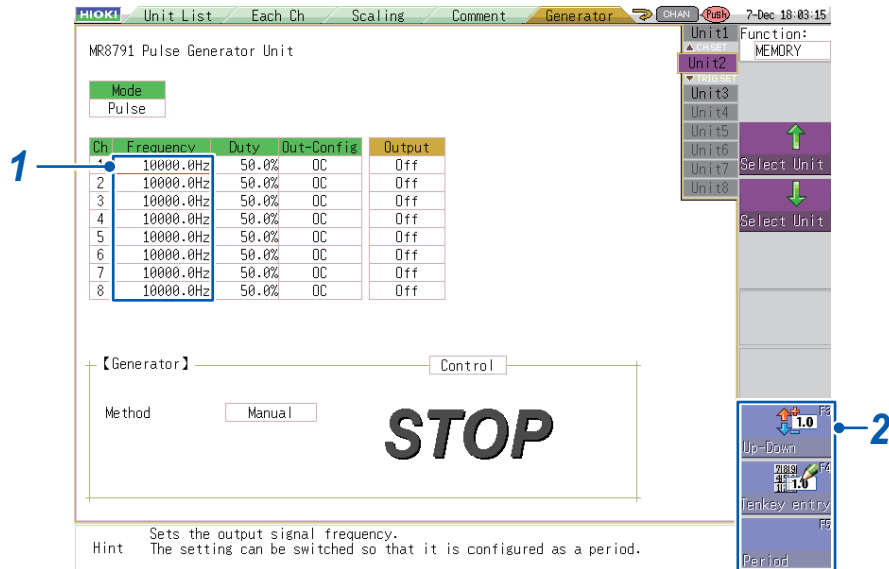 HIOKI Unit List Each Ch Scaling Comment Generator CHAN Push 7-Dec 18:03:15
Unit1 Function:
▲CH.SET MEMORY
MR8791 Pulse Generator Unit
Unit2
▼TRIG.SET
Mode Unit3
Pulse Unit4
Unit5
Ch Frequency Duty Out-Config Output Unit6
1 1 10000.0Hz 50.0% OC Off Unit7 Select Unit
2 10000.0Hz 50.0% OC Off Unit8
3 10000.0Hz 50.0% OC Off
4 10000.0Hz 50.0% OC Off Select Unit
5 10000.0Hz 50.0% OC Off
6 10000.0Hz 50.0% OC Off
7 10000.0Hz 50.0% OC Off
8 10000.0Hz 50.0% OC Off
【Generator】 Control
Method Manual STOP
F3
1.0 2
Up-Down
F4
1.0
Tenkey entry
F5
Period
Hint Sets the output signal frequency.
The setting can be switched so that it is configured as a period.